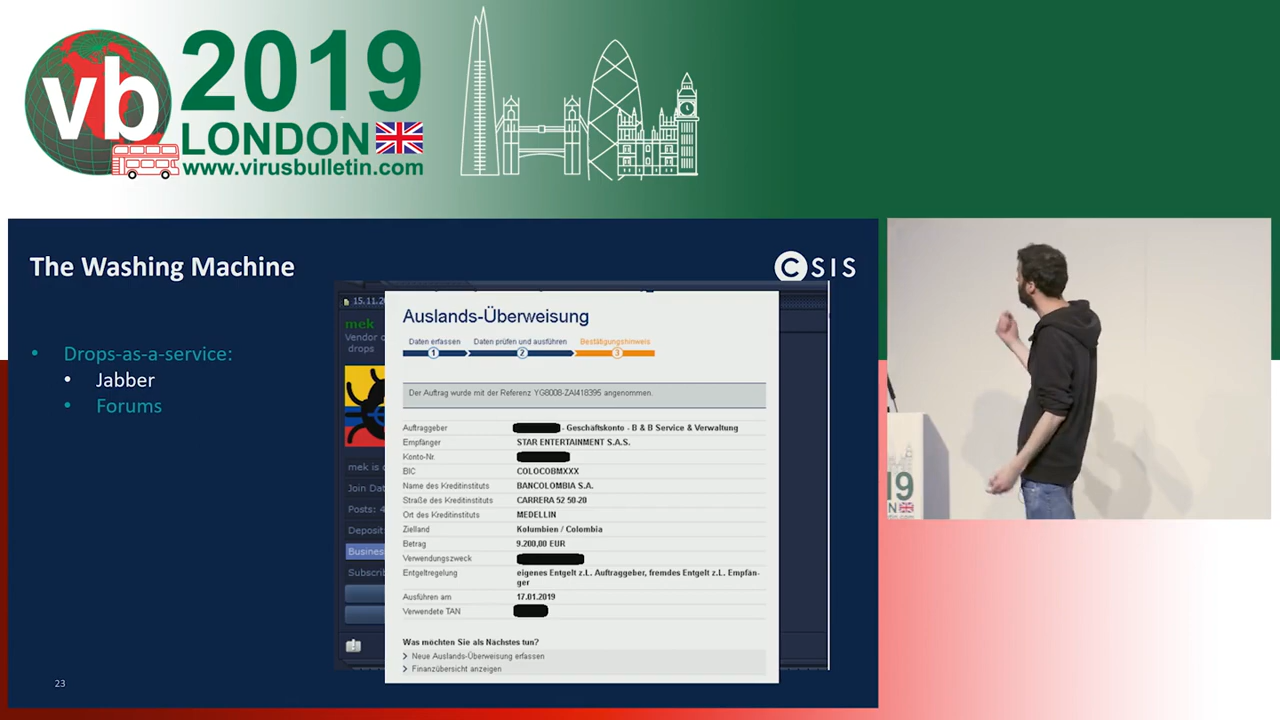 vb
2019
LONDON
www.virusbulletin.com
The Washing Machine
CSIS
Drops-as-a-service:
Jabber
Forums
15.11.2
mek
Vendor
drops
mek is
Join Dat
Posts: 4
Deposit
Busines
Subscrib
Auslands-Überweisung
Daten erfassen
Daten prüfen und ausführen
Bestätigungshinweis
1
2
3
Der Auftrag wurde mit der Referenz YG8008-ZAI418395 angenommen.
Auftraggeber - Geschäftskonto - B & B Service & Verwaltung
Empfänger STAR ENTERTAINMENT S.A.S.
Konto-Nr.
BIC COLOCOBMXXX
Name des Kreditinstituts BANCOLOMBIA S.A.
Straße des Kreditinstituts CARRERA 52 50-20
Ort des Kreditinstituts MEDELLIN
Zielland Kolumbien / Colombia
Betrag 9.200,00 EUR
Verwendungszweck
Entgeltregelung eigenes Entgelt z.L. Auftraggeber, fremdes Entgelt z.L. Empfän-
ger
Ausführen am 17.01.2019
Verwendete TAN
Was möchten Sie als Nächstes tun?
Neue Auslands-Überweisung erfassen
Finanzübersicht anzeigen
23
19